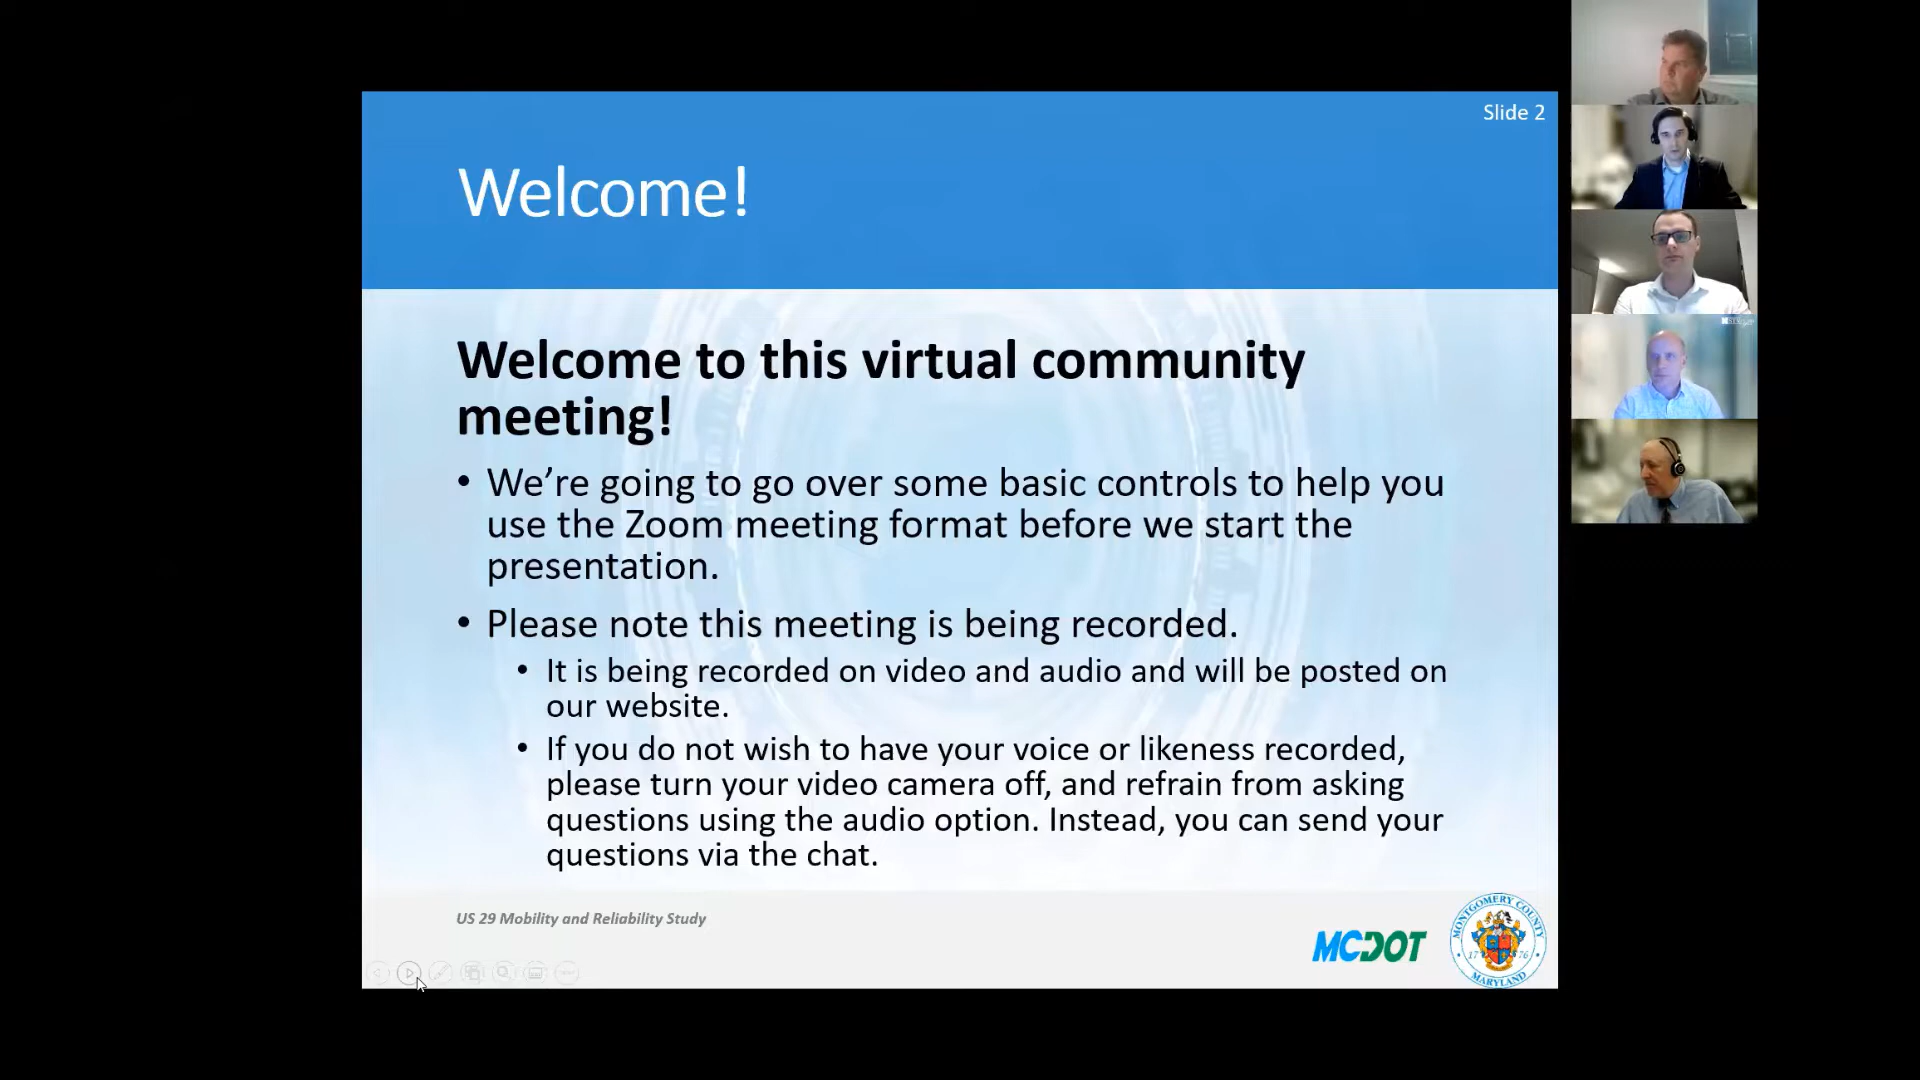 Slide 2
Welcome!
Welcome to this virtual community
meeting!
• We're going to go over some basic controls to help you
use the Zoom meeting format before we start the
presentation.
• Please note this meeting is being recorded.
• It is being recorded on video and audio and will be posted on
our website.
• If you do not wish to have your voice or likeness recorded,
please turn your video camera off, and refrain from asking
questions using the audio option. Instead, you can send your
questions via the chat.
US 29 Mobility and Reliability Study
MCDOT
MONTGOMERY COUNTY
17 76
MARYLAND